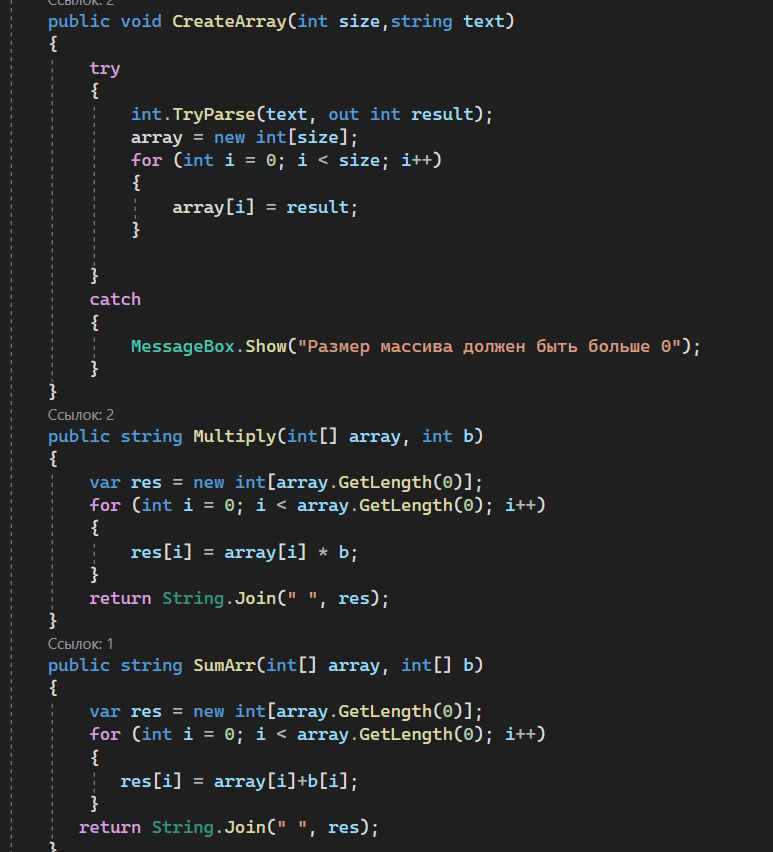 Ссылок: 2
public void CreateArray(int size,string text)
{
try
{
int.TryParse(text, out int result);
array = new int[size];
for (int i = 0; i < size; i++)
{
array[i] = result;
}
}
catch
{
MessageBox.Show("Размер массива должен быть больше 0");
}
}
Ссылок: 2
public string Multiply(int[] array, int b)
{
var res = new int[array.GetLength(0)];
for (int i = 0; i < array.GetLength(0); i++)
{
res[i] = array[i] * b;
}
return String.Join(" ", res);
}
Ссылок: 1
public string SumArr(int[] array, int[] b)
{
var res = new int[array.GetLength(0)];
for (int i = 0; i < array.GetLength(0); i++)
{
res[i] = array[i]+b[i];
}
return String.Join(" ", res);
}